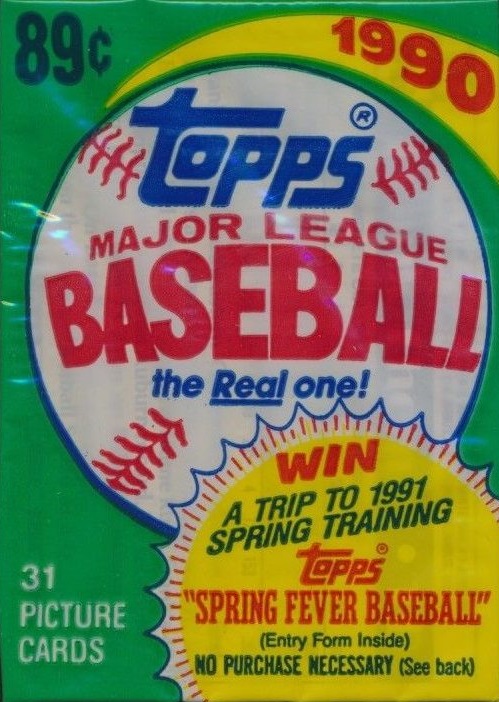 89¢
1990
Topps®
MAJOR LEAGUE
BASEBALL
the Real one!
WIN
A TRIP TO 1991
SPRING TRAINING
Topps®
"SPRING FEVER BASEBALL"
(Entry Form Inside)
NO PURCHASE NECESSARY (See back)
31
PICTURE
CARDS